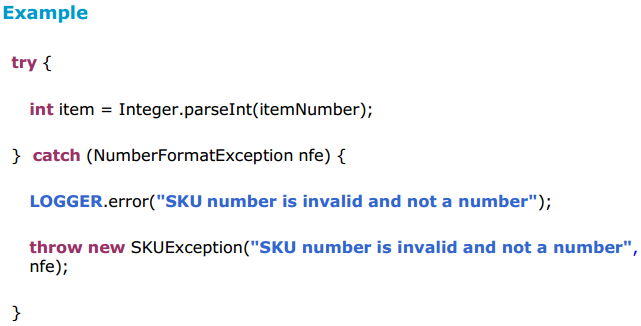 Example
try {
int item = Integer.parseInt(itemNumber);
} catch (NumberFormatException nfe) {
LOGGER.error("SKU number is invalid and not a number");
throw new SKUException("SKU number is invalid and not a number",
nfe);
}